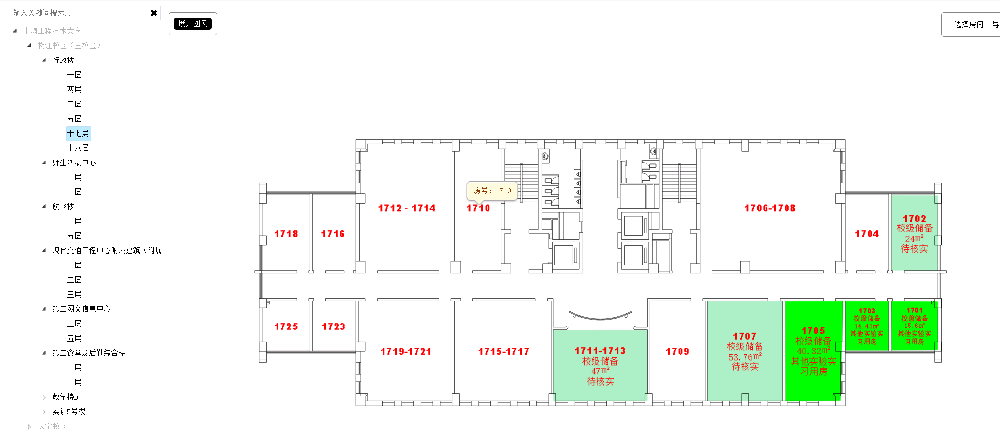 输入关键词搜索..
展开图例
选择房间 导
上海工程技术大学
松江校区（主校区）
行政楼
一层
两层
三层
五层
十七层
十八层
师生活动中心
一层
三层
航飞楼
一层
五层
现代交通工程中心附属建筑（附属
一层
二层
三层
第二图文信息中心
三层
五层
第二食堂及后勤综合楼
一层
二层
教学楼D
实训5号楼
长宁校区
房号：1710
1712 - 1714
1710
1706-1708
1718
1716
1704
1702
校级储备
24㎡
待核实
1725
1723
1719-1721
1715-1717
1711-1713
校级储备
47㎡
待核实
1709
1707
校级储备
53.76㎡
待核实
1705
校级储备
40.32㎡
其他实验实
习用房
1703
校级储备
14.43㎡
其他实验实
习用房
1701
校级储备
15.6㎡
其他实验实
习用房